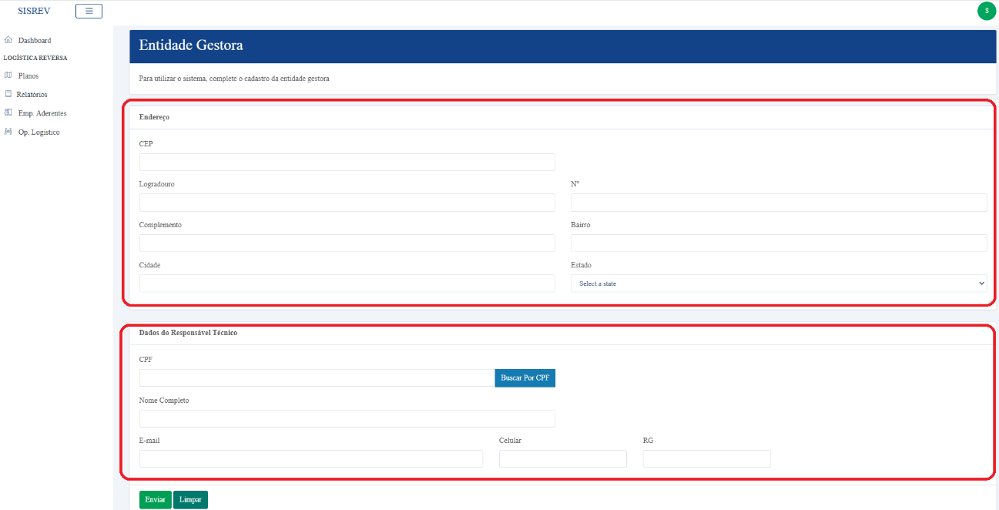 SISREV
S
Dashboard
LOGÍSTICA REVERSA
Planos
Relatórios
Emp. Aderentes
Op. Logístico
Entidade Gestora
Para utilizar o sistema, complete o cadastro da entidade gestora
Endereço
CEP
Logradouro Nº
Complemento Bairro
Cidade Estado
Select a state
Dados do Responsável Técnico
CPF
Buscar Por CPF
Nome Completo
E-mail Celular RG
Enviar Limpar